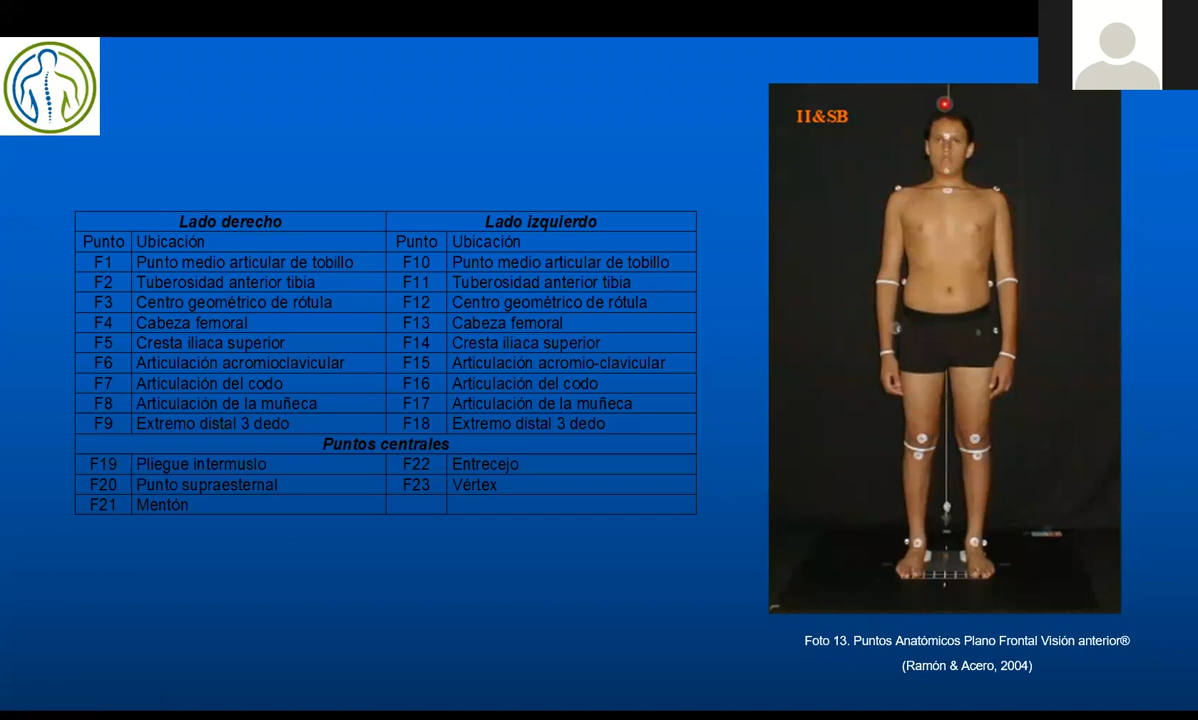 II&SB
Lado derecho Lado izquierdo
Punto Ubicación Punto Ubicación
F1 Punto medio articular de tobillo F10 Punto medio articular de tobillo
F2 Tuberosidad anterior tibia F11 Tuberosidad anterior tibia
F3 Centro geométrico de rótula F12 Centro geométrico de rótula
F4 Cabeza femoral F13 Cabeza femoral
F5 Cresta iliaca superior F14 Cresta iliaca superior
F6 Articulación acromioclavicular F15 Articulación acromio-clavicular
F7 Articulación del codo F16 Articulación del codo
F8 Articulación de la muñeca F17 Articulación de la muñeca
F9 Extremo distal 3 dedo F18 Extremo distal 3 dedo
Puntos centrales
F19 Pliegue intermuslo F22 Entrecejo
F20 Punto supraesternal F23 Vértex
F21 Mentón
Foto 13. Puntos Anatómicos Plano Frontal Visión anterior®
(Ramón & Acero, 2004)